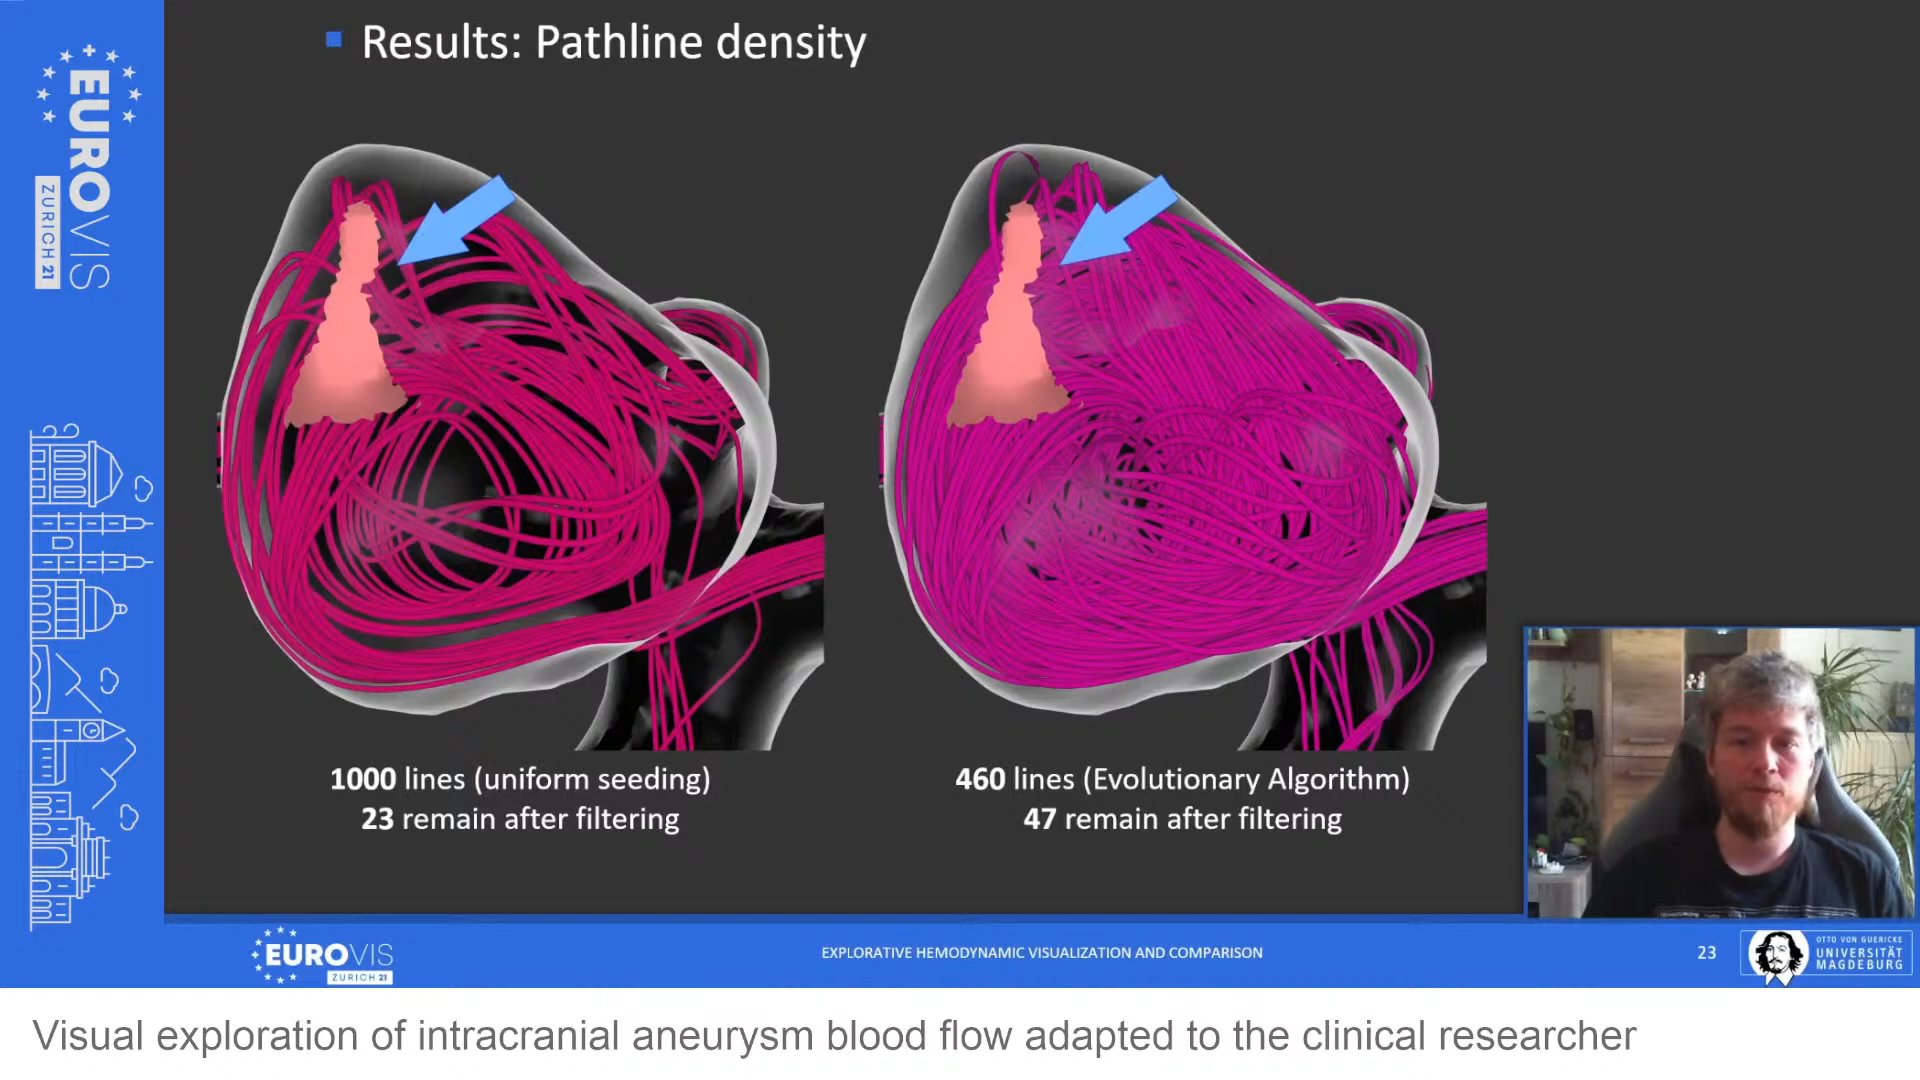 Results: Pathline density
EUROVIS
ZURICH 21
1000 lines (uniform seeding)
23 remain after filtering
460 lines (Evolutionary Algorithm)
47 remain after filtering
EUROVIS
ZURICH 21
EXPLORATIVE HEMODYNAMIC VISUALIZATION AND COMPARISON
23
OTTO VON GUERICKE
UNIVERSITÄT
MAGDEBURG
Visual exploration of intracranial aneurysm blood flow adapted to the clinical researcher